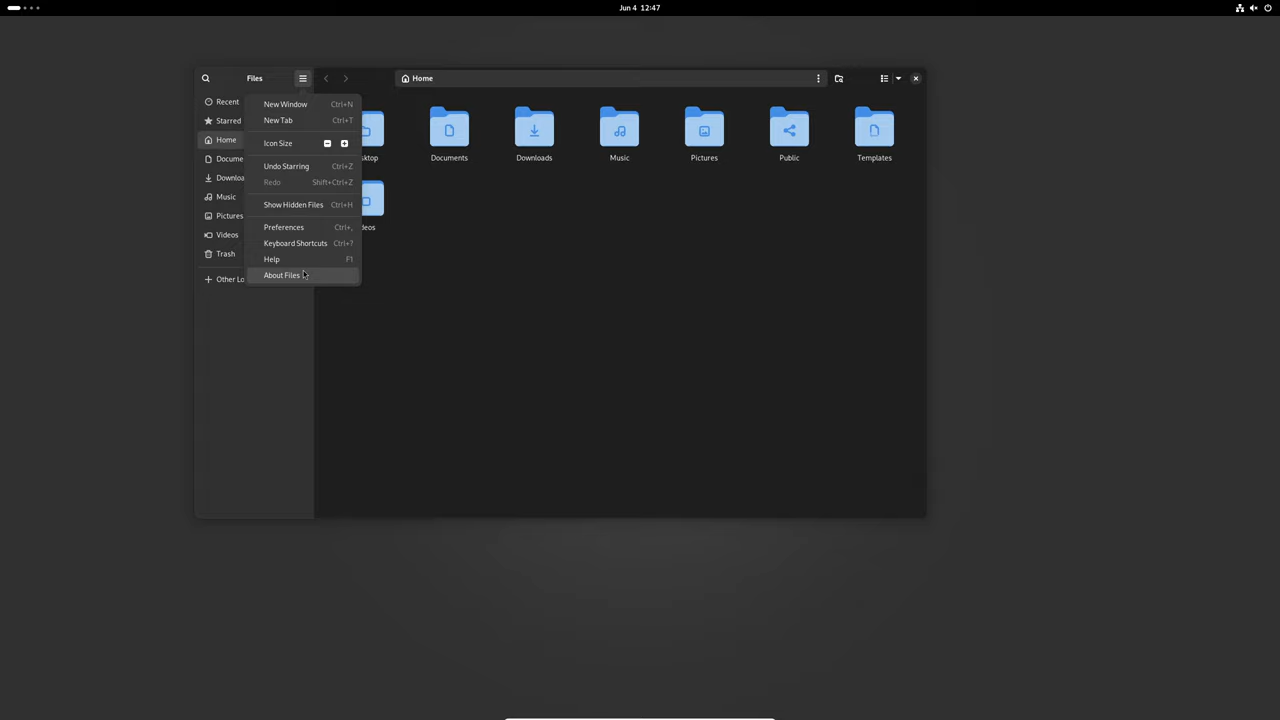 Jun 4 12:47
Files
Home
Recent
Starred
Home
Docume
Downloa
Music
Pictures
Videos
Trash
Other Lo
New Window Ctrl+N
New Tab Ctrl+T
Icon Size
Undo Starring Ctrl+Z
Redo Shift+Ctrl+Z
Show Hidden Files Ctrl+H
Preferences Ctrl+,
Keyboard Shortcuts Ctrl+?
Help F1
About Files
sktop
Documents
Downloads
Music
Pictures
Public
Templates
deos